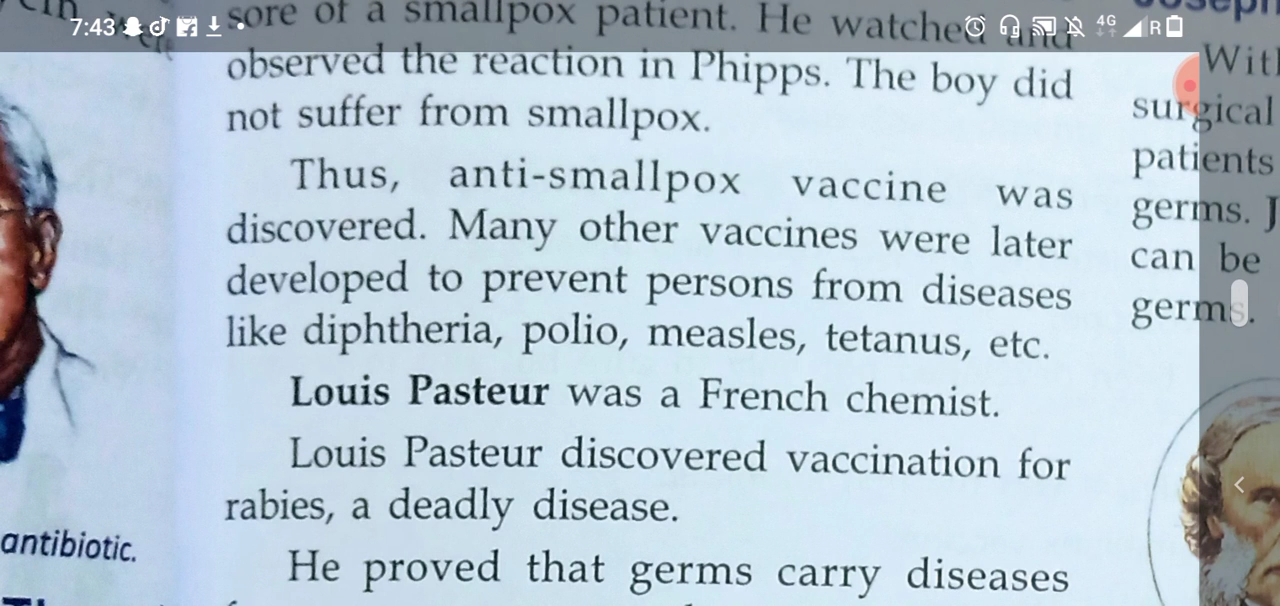 7:43
4G
R
sore of a smallpox patient. He watched and
observed the reaction in Phipps. The boy did
not suffer from smallpox.
Thus, anti-smallpox vaccine was
discovered. Many other vaccines were later
developed to prevent persons from diseases
like diphtheria, polio, measles, tetanus, etc.
Louis Pasteur was a French chemist.
Louis Pasteur discovered vaccination for
rabies, a deadly disease.
He proved that germs carry diseases
antibiotic.
surgical
patients
germs. J
can be
germs.